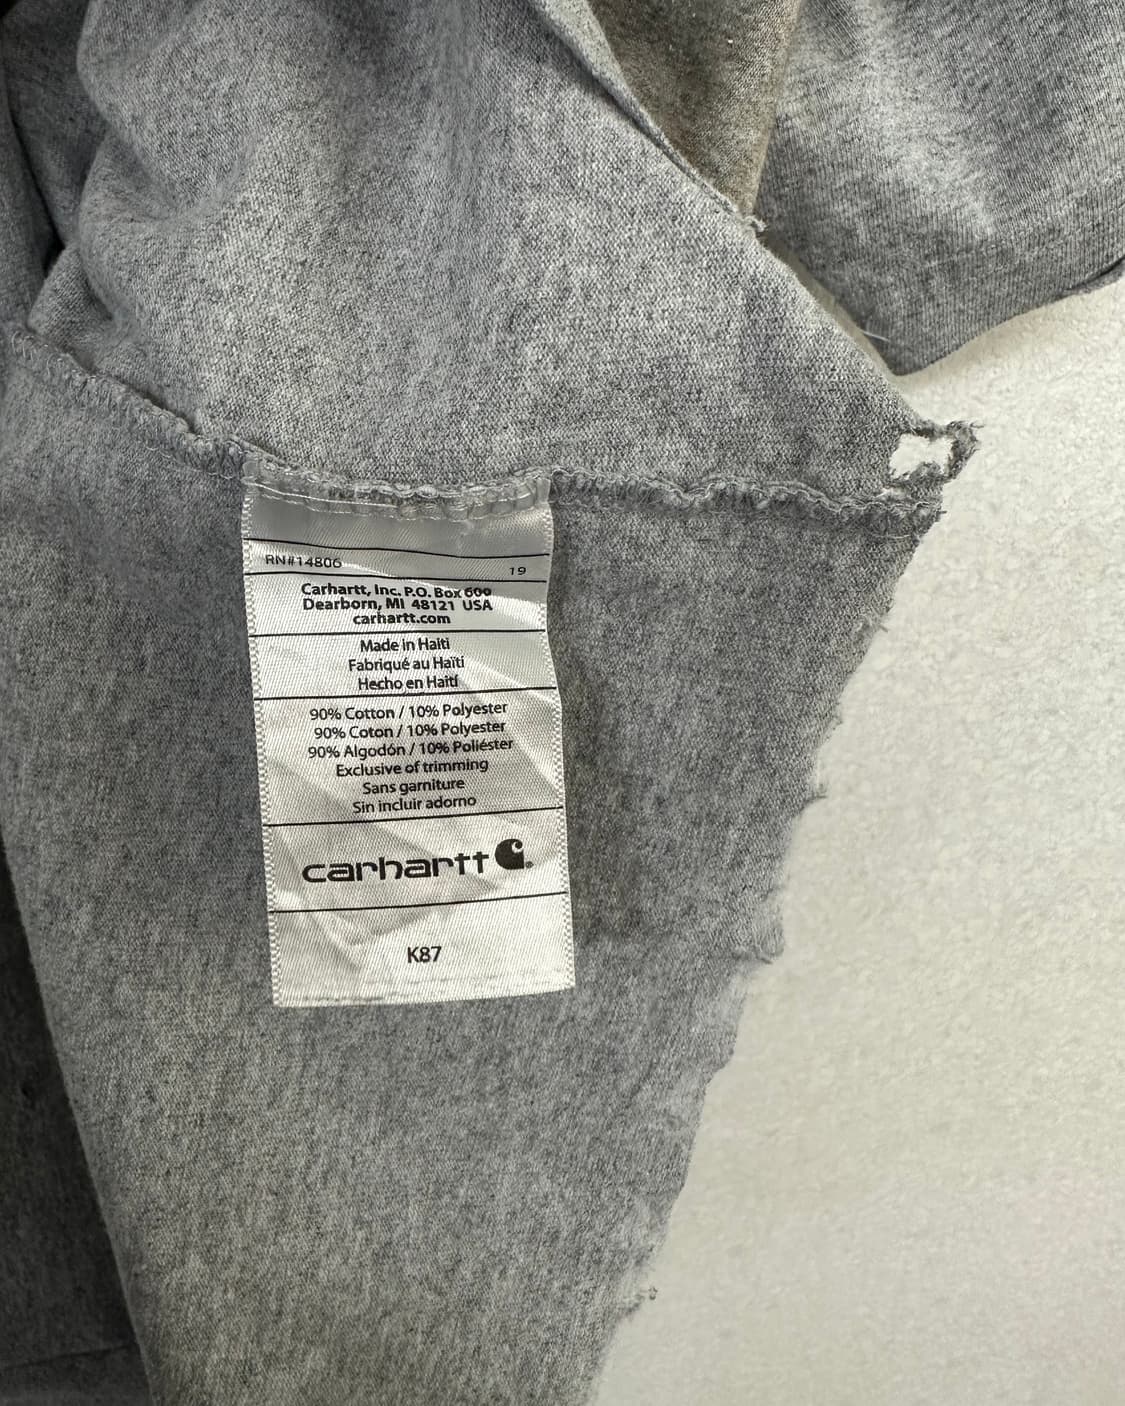 RN#14806 19
Carhartt, Inc. P.O. Box 600
Dearborn, MI 48121 USA
carhartt.com
Made in Haiti
Fabriqué au Haïti
Hecho en Haití
90% Cotton / 10% Polyester
90% Coton / 10% Polyester
90% Algodón / 10% Poliéster
Exclusive of trimming
Sans garniture
Sin incluir adorno
carhartt
K87